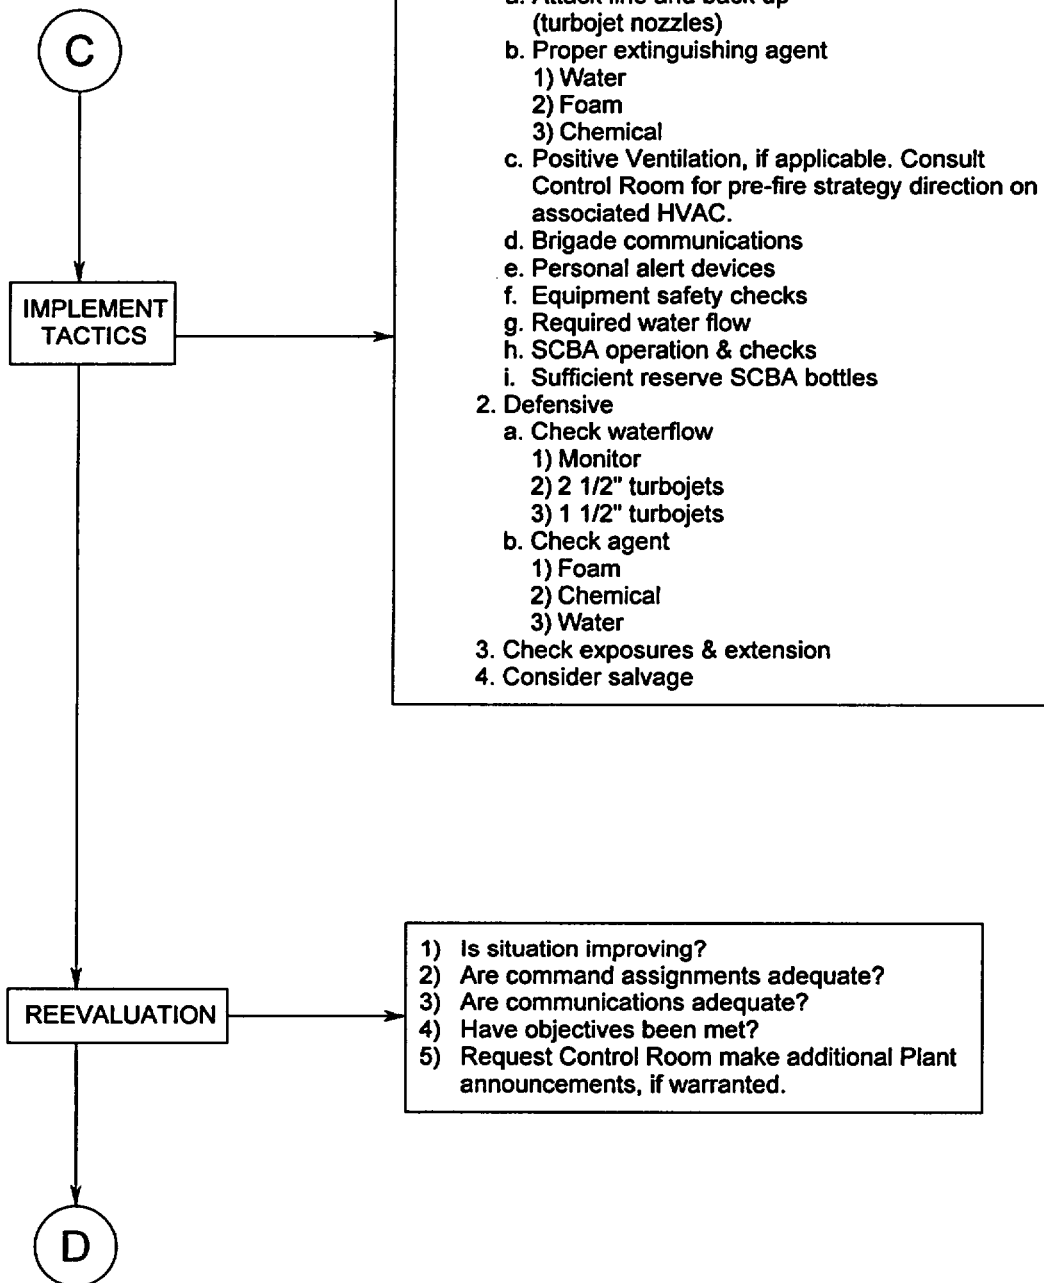 C
a. Attack line and back up
(turbojet nozzles)
b. Proper extinguishing agent
1) Water
2) Foam
3) Chemical
c. Positive Ventilation, if applicable. Consult
Control Room for pre-fire strategy direction on
associated HVAC.
d. Brigade communications
e. Personal alert devices
f. Equipment safety checks
g. Required water flow
h. SCBA operation & checks
i. Sufficient reserve SCBA bottles
2. Defensive
a. Check waterflow
1) Monitor
2) 2 1/2" turbojets
3) 1 1/2" turbojets
b. Check agent
1) Foam
2) Chemical
3) Water
3. Check exposures & extension
4. Consider salvage
IMPLEMENT
TACTICS
REEVALUATION
1) Is situation improving?
2) Are command assignments adequate?
3) Are communications adequate?
4) Have objectives been met?
5) Request Control Room make additional Plant
announcements, if warranted.
D